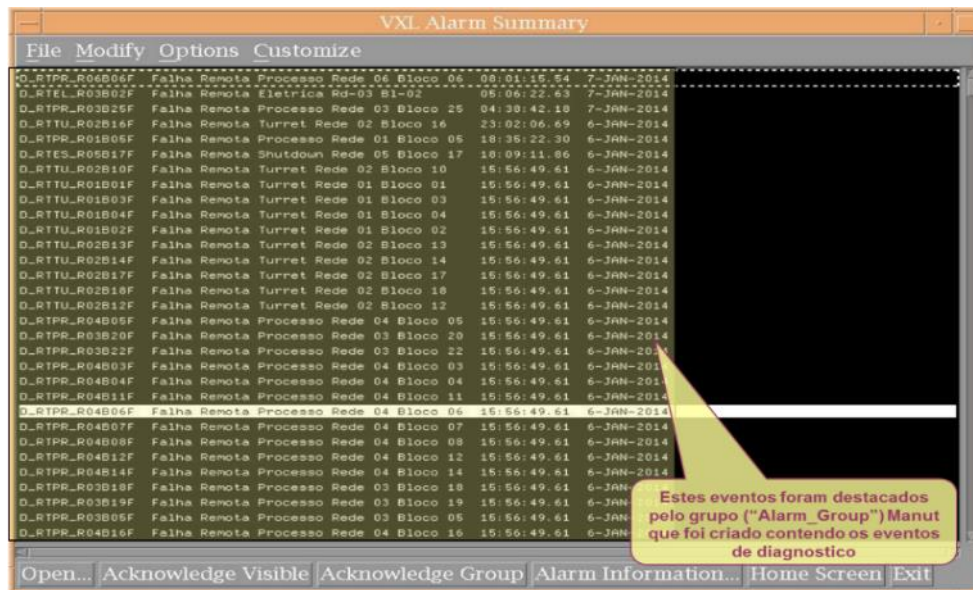 VXL Alarm Summary
File Modify Options Customize
D_RTPR_R06B06F Falha Remota Processo Rede 06 Bloco 06 08:01:15.54 7-JAN-2014
D_RTEL_R03B02F Falha Remota Eletrica Rd-03 Bl-02 05:06:22.63 7-JAN-2014
D_RTPR_R03B25F Falha Remota Processo Rede 03 Bloco 25 04:38:42.18 7-JAN-2014
D_RTTU_R02B16F Falha Remota Turret Rede 02 Bloco 16 23:02:06.69 6-JAN-2014
D_RTPR_R01B05F Falha Remota Processo Rede 01 Bloco 05 18:35:22.30 6-JAN-2014
D_RTES_R05B17F Falha Remota Shutdown Rede 05 Bloco 17 18:09:11.86 6-JAN-2014
D_RTTU_R02B10F Falha Remota Turret Rede 02 Bloco 10 15:56:49.61 6-JAN-2014
D_RTTU_R01B01F Falha Remota Turret Rede 01 Bloco 01 15:56:49.61 6-JAN-2014
D_RTTU_R01B03F Falha Remota Turret Rede 01 Bloco 03 15:56:49.61 6-JAN-2014
D_RTTU_R01B04F Falha Remota Turret Rede 01 Bloco 04 15:56:49.61 6-JAN-2014
D_RTTU_R01B02F Falha Remota Turret Rede 01 Bloco 02 15:56:49.61 6-JAN-2014
D_RTTU_R02B13F Falha Remota Turret Rede 02 Bloco 13 15:56:49.61 6-JAN-2014
D_RTTU_R02B14F Falha Remota Turret Rede 02 Bloco 14 15:56:49.61 6-JAN-2014
D_RTTU_R02B17F Falha Remota Turret Rede 02 Bloco 17 15:56:49.61 6-JAN-2014
D_RTTU_R02B18F Falha Remota Turret Rede 02 Bloco 18 15:56:49.61 6-JAN-2014
D_RTTU_R02B12F Falha Remota Turret Rede 02 Bloco 12 15:56:49.61 6-JAN-2014
D_RTPR_R04B05F Falha Remota Processo Rede 04 Bloco 05 15:56:49.61 6-JAN-2014
D_RTPR_R03B20F Falha Remota Processo Rede 03 Bloco 20 15:56:49.61 6-JAN-2014
D_RTPR_R03B22F Falha Remota Processo Rede 03 Bloco 22 15:56:49.61 6-JAN-2014
D_RTPR_R04B03F Falha Remota Processo Rede 04 Bloco 03 15:56:49.61 6-JAN-2014
D_RTPR_R04B04F Falha Remota Processo Rede 04 Bloco 04 15:56:49.61 6-JAN-2014
D_RTPR_R04B11F Falha Remota Processo Rede 04 Bloco 11 15:56:49.61 6-JAN-2014
D_RTPR_R04B06F Falha Remota Processo Rede 04 Bloco 06 15:56:49.61 6-JAN-2014
D_RTPR_R04B07F Falha Remota Processo Rede 04 Bloco 07 15:56:49.61 6-JAN-2014
D_RTPR_R04B08F Falha Remota Processo Rede 04 Bloco 08 15:56:49.61 6-JAN-2014
D_RTPR_R04B12F Falha Remota Processo Rede 04 Bloco 12 15:56:49.61 6-JAN-2014
D_RTPR_R04B14F Falha Remota Processo Rede 04 Bloco 14 15:56:49.61 6-JAN-2014
D_RTPR_R03B18F Falha Remota Processo Rede 03 Bloco 18 15:56:49.61
D_RTPR_R03B19F Falha Remota Processo Rede 03 Bloco 19 15:56:49.61
D_RTPR_R03B05F Falha Remota Processo Rede 03 Bloco 05 15:56:49.61
D_RTPR_R04B16F Falha Remota Processo Rede 04 Bloco 16 15:56:49.61
Estes eventos foram destacados
pelo grupo (“Alarm_Group”) Manut
que foi criado contendo os eventos
de diagnostico
Open... Acknowledge Visible Acknowledge Group Alarm Information... Home Screen Exit